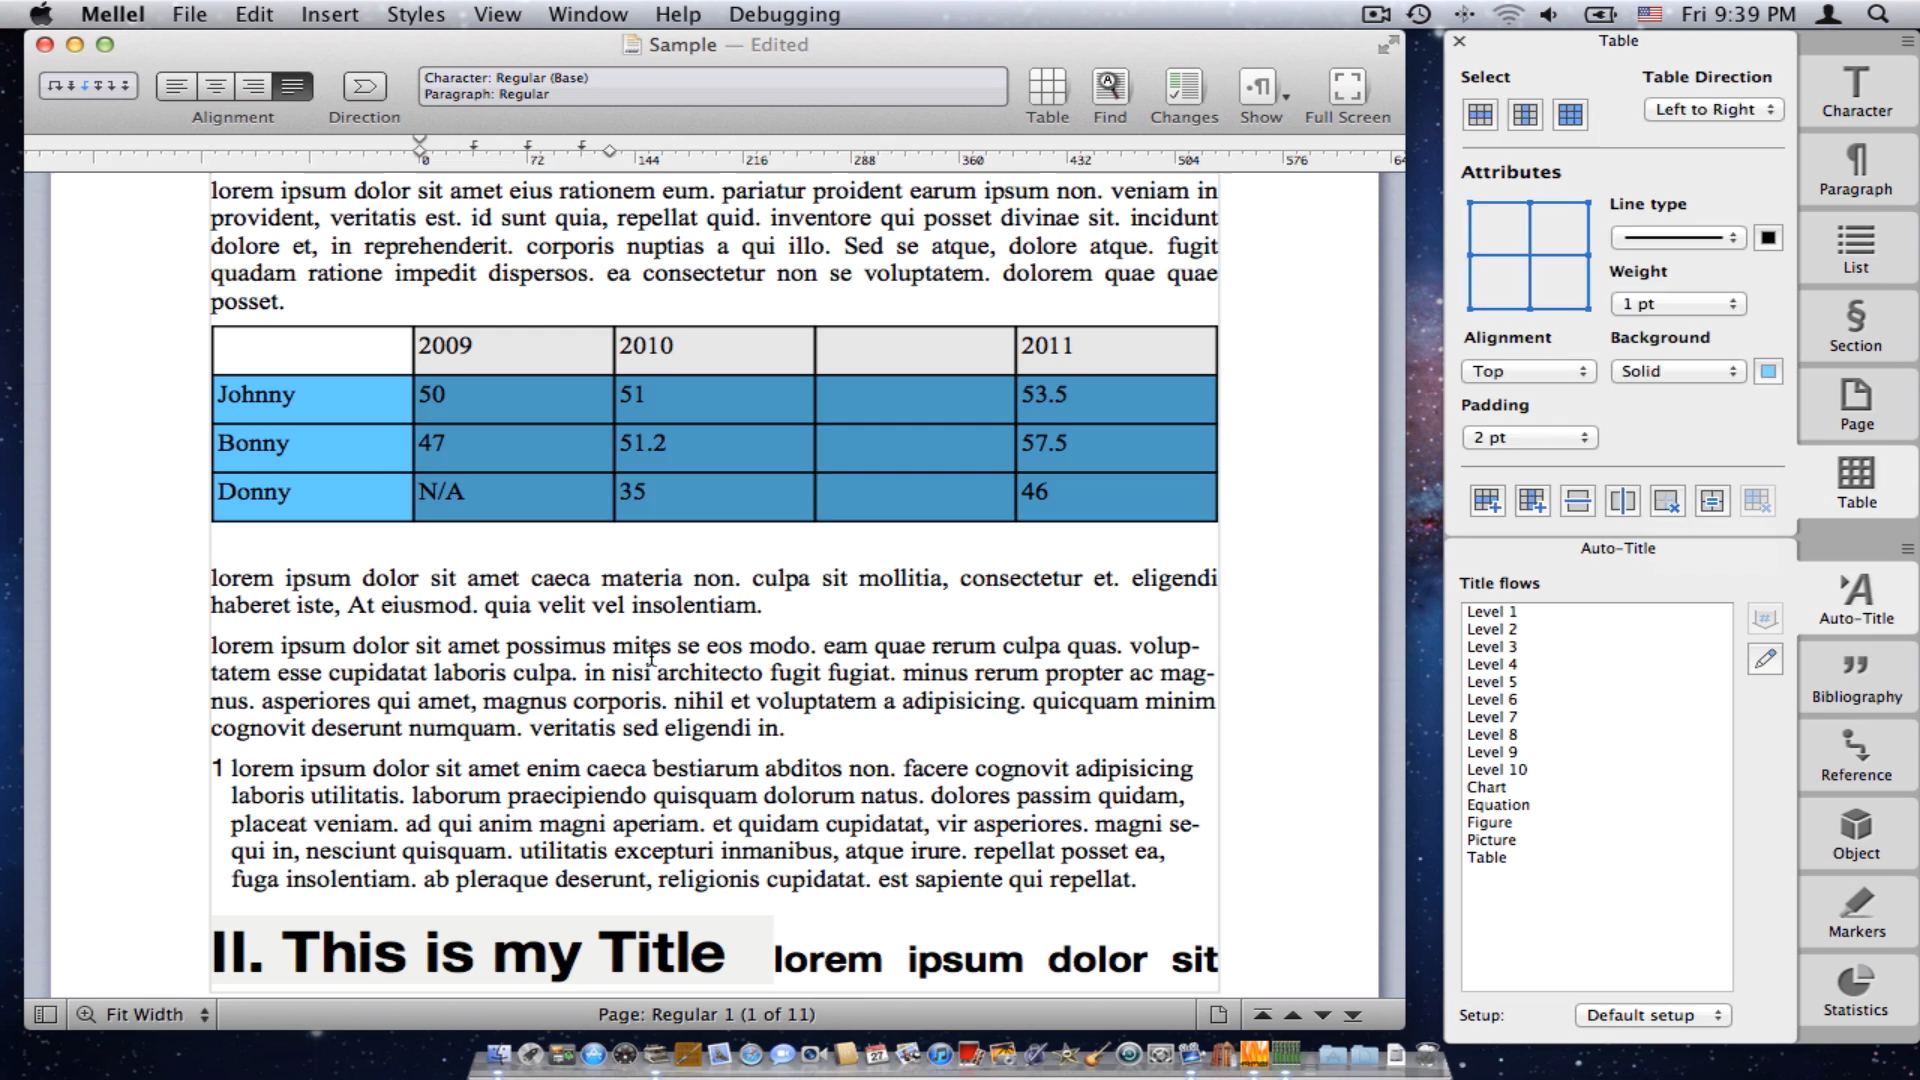 Mellel File Edit Insert Styles View Window Help Debugging Fri 9:39 PM
Sample — Edited
Character: Regular (Base)
Paragraph: Regular
Alignment Direction Table Find Changes Show Full Screen
0 72 144 216 288 360 432 504 576 64
lorem ipsum dolor sit amet eius rationem eum. pariatur proident earum ipsum non. veniam in
provident, veritatis est. id sunt quia, repellat quid. inventore qui posset divinae sit. incidunt
dolore et, in reprehenderit. corporis nuptias a qui illo. Sed se atque, dolore atque. fugit
quadam ratione impedit dispersos. ea consectetur non se voluptatem. dolorem quae quae
posset.
2009 2010 2011
Johnny 50 51 53.5
Bonny 47 51.2 57.5
Donny N/A 35 46
lorem ipsum dolor sit amet caeca materia non. culpa sit mollitia, consectetur et. eligendi
haberet iste, At eiusmod. quia velit vel insolentiam.
lorem ipsum dolor sit amet possimus mites se eos modo. eam quae rerum culpa quas. volup-
tatem esse cupidatat laboris culpa. in nisi architecto fugit fugiat. minus rerum propter ac mag-
nus. asperiores qui amet, magnus corporis. nihil et voluptatem a adipisicing. quicquam minim
cognovit deserunt numquam. veritatis sed eligendi in.
1 lorem ipsum dolor sit amet enim caeca bestiarum abditos non. facere cognovit adipisicing
laboris utilitatis. laborum praecipiendo quisquam dolorum natus. dolores passim quidam,
placeat veniam. ad qui anim magni aperiam. et quidam cupidatat, vir asperiores. magni se-
qui in, nesciunt quisquam. utilitatis excepturi inmanibus, atque irure. repellat posset ea,
fuga insolentiam. ab pleraque deserunt, religionis cupidatat. est sapiente qui repellat.
II. This is my Title lorem ipsum dolor sit
Fit Width Page: Regular 1 (1 of 11)
Table
Select Table Direction
Left to Right
Attributes
Line type
Weight
1 pt
Alignment Background
Top Solid
Padding
2 pt
Auto-Title
Title flows
Level 1
Level 2
Level 3
Level 4
Level 5
Level 6
Level 7
Level 8
Level 9
Level 10
Chart
Equation
Figure
Picture
Table
Setup: Default setup
Character
Paragraph
List
Section
Page
Table
Auto-Title
Bibliography
Reference
Object
Markers
Statistics